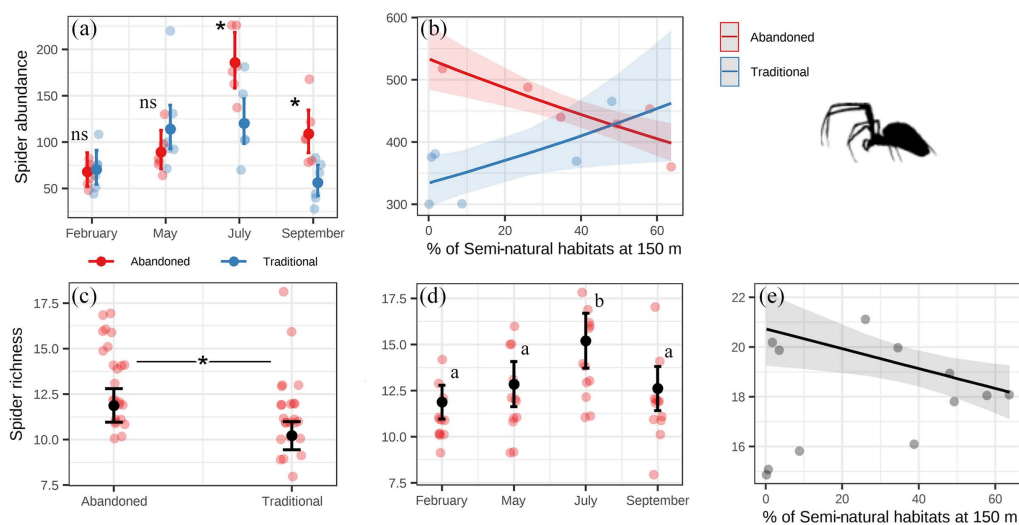 (a)
Spider abundance
200
150
100
50
ns
ns
*
*
February May July September
Abandoned Traditional
(b)
600
500
400
300
0 20 40 60
% of Semi-natural habitats at 150 m
Abandoned
Traditional
(c)
Spider richness
17.5
15.0
12.5
10.0
7.5
*
Abandoned Traditional
(d)
17.5
15.0
12.5
10.0
7.5
a
a
b
a
February May July September
(e)
22
20
18
16
0 20 40 60
% of Semi-natural habitats at 150 m